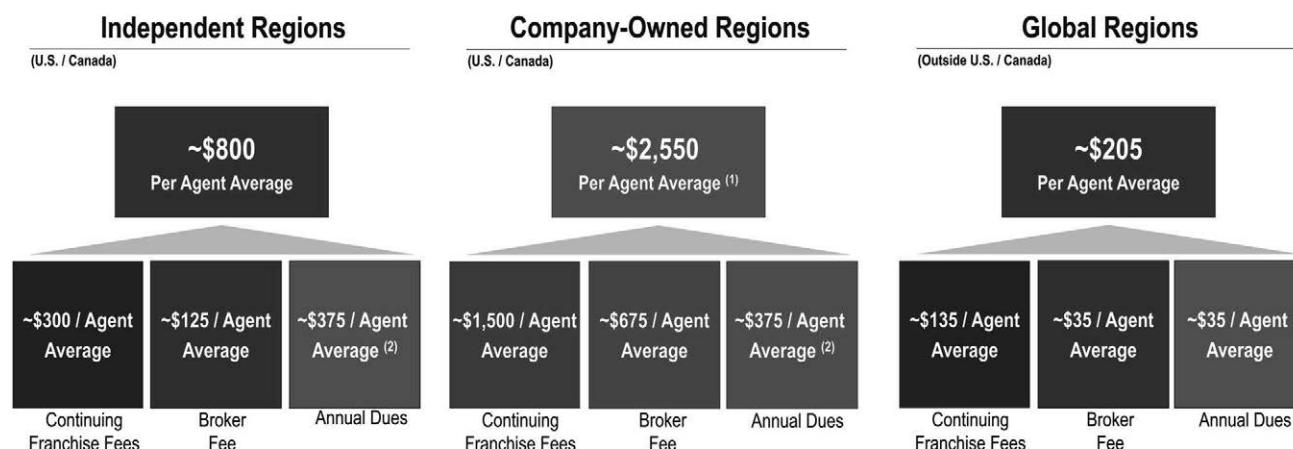 Independent Regions
(U.S. / Canada)
~$800
Per Agent Average
~$300 / Agent
Average
~$125 / Agent
Average
~$375 / Agent
Average (2)
Continuing
Franchise Fees
Broker
Fee
Annual Dues
Company-Owned Regions
(U.S. / Canada)
~$2,550
Per Agent Average (1)
~$1,500 / Agent
Average
~$675 / Agent
Average
~$375 / Agent
Average (2)
Continuing
Franchise Fees
Broker
Fee
Annual Dues
Global Regions
(Outside U.S. / Canada)
~$205
Per Agent Average
~$135 / Agent
Average
~$35 / Agent
Average
~$35 / Agent
Average
Continuing
Franchise Fees
Broker
Fee
Annual Dues